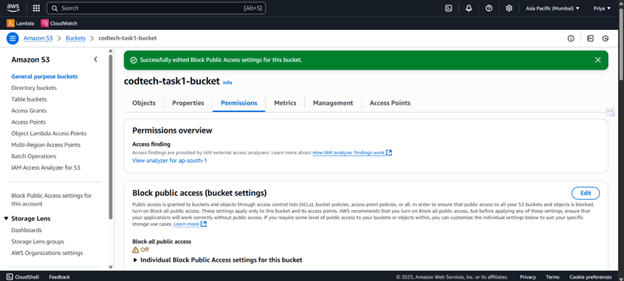 aws
Search
[Alt+S]
Asia Pacific (Mumbai)
Priya
Lambda
CloudWatch
Amazon S3
Buckets
codtech-task1-bucket
Amazon S3
General purpose buckets
Directory buckets
Table buckets
Access Grants
Access Points
Object Lambda Access Points
Multi-Region Access Points
Batch Operations
IAM Access Analyzer for S3
Block Public Access settings for
this account
Storage Lens
Dashboards
Storage Lens groups
AWS Organizations settings
Successfully edited Block Public Access settings for this bucket.
codtech-task1-bucket Info
Objects
Properties
Permissions
Metrics
Management
Access Points
Permissions overview
Access finding
Access findings are provided by IAM external access analyzers. Learn more about How IAM analyzer findings work
View analyzer for ap-south-1
Block public access (bucket settings)
Edit
Public access is granted to buckets and objects through access control lists (ACLs), bucket policies, access point policies, or all. In order to ensure that public access to all your S3 buckets and objects is blocked,
turn on Block all public access. These settings apply only to this bucket and its access points. AWS recommends that you turn on Block all public access, but before applying any of these settings, ensure that
your applications will work correctly without public access. If you require some level of public access to your buckets or objects within, you can customize the individual settings below to suit your specific
storage use cases. Learn more
Block all public access
Off
Individual Block Public Access settings for this bucket
CloudShell
Feedback
© 2025, Amazon Web Services, Inc. or its affiliates.
Privacy
Terms
Cookie preferences